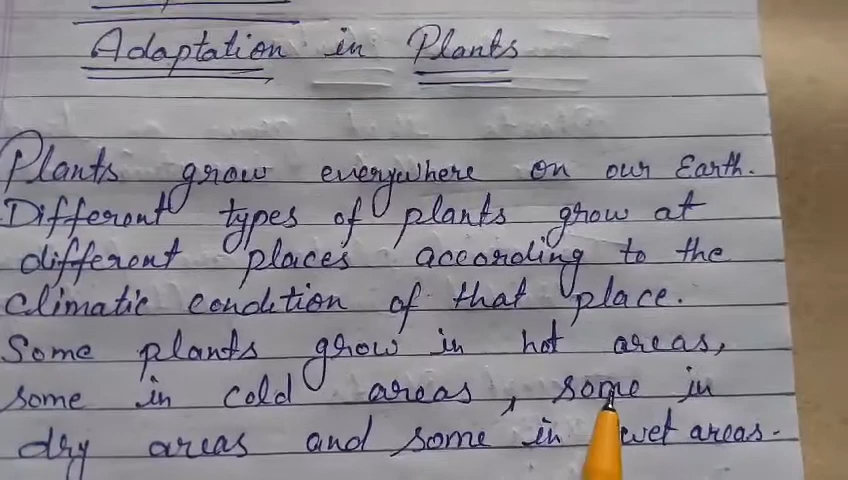 Adaptation in Plants
Plants grow everywhere on our Earth.
Different types of plants grow at
different places according to the
climatic condition of that place.
Some plants grow in hot areas,
some in cold areas, some in
dry areas and some in wet areas.